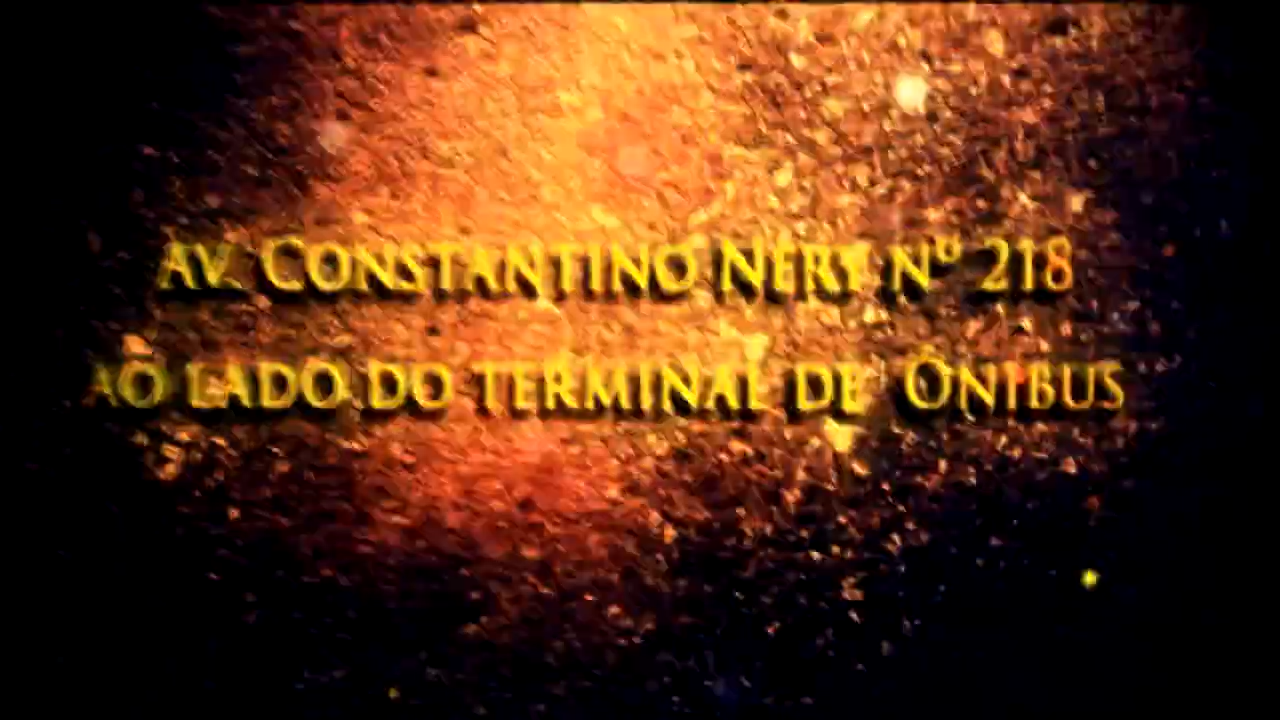 Av. Constantino Nery nº 218
ao lado do terminal de Ônibus